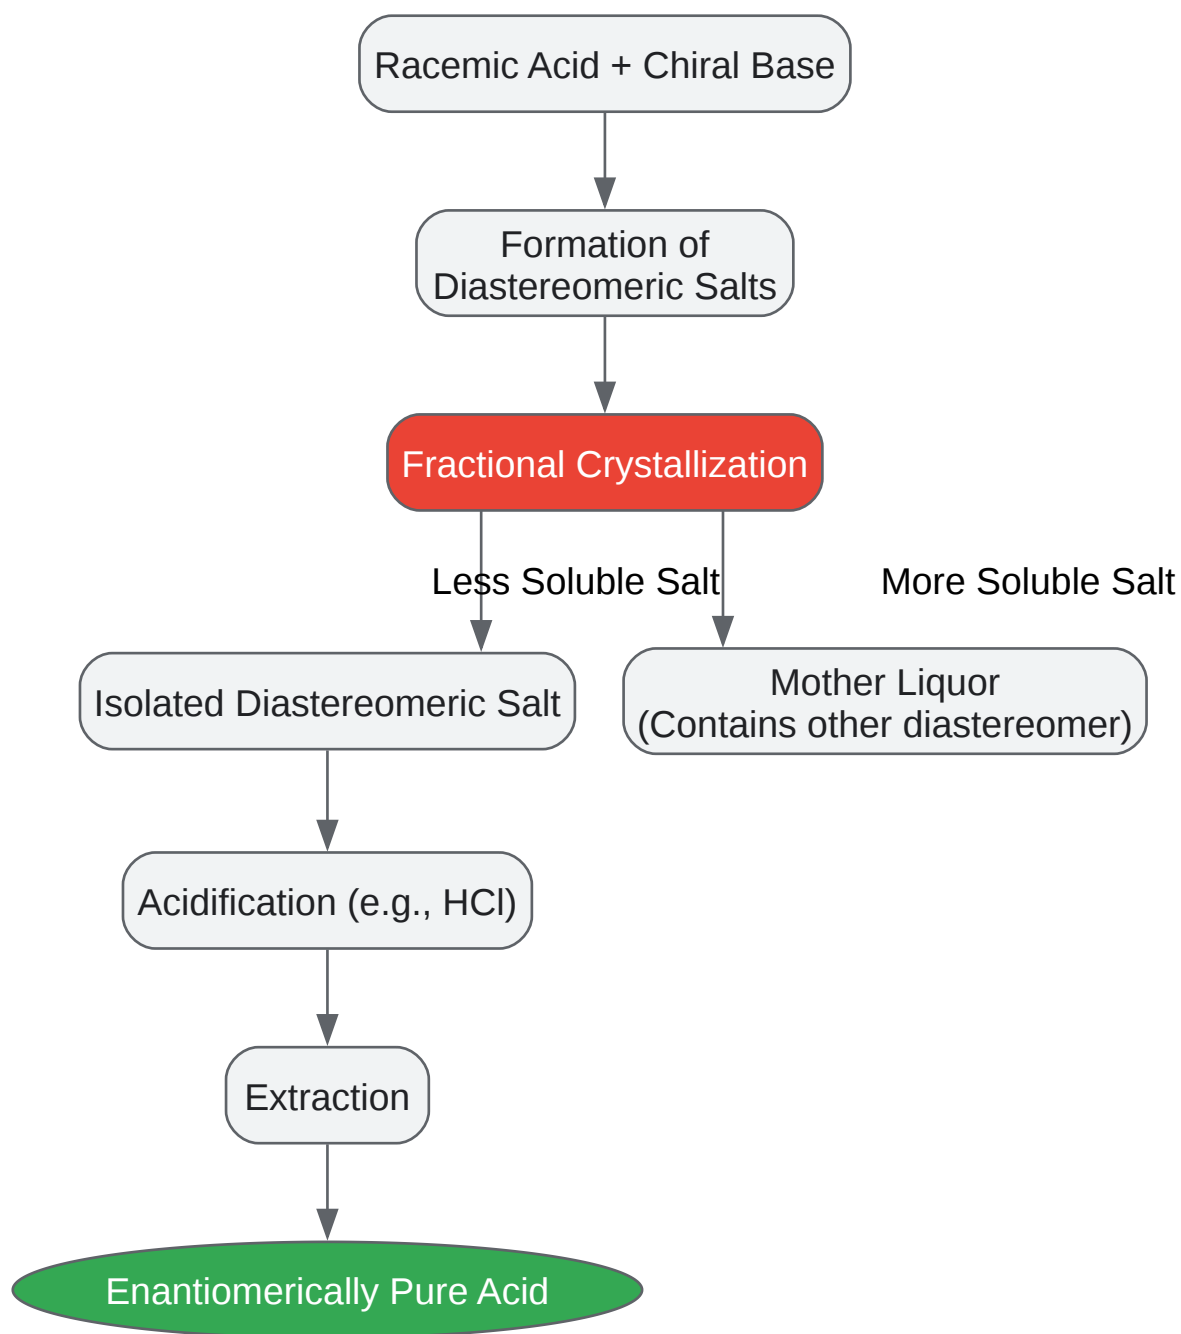 Racemic Acid + Chiral Base
Formation of
Diastereomeric Salts
Fractional Crystallization
Less Soluble Salt
More Soluble Salt
Isolated Diastereomeric Salt
Mother Liquor
(Contains other diastereomer)
Acidification (e.g., HCl)
Extraction
Enantiomerically Pure Acid